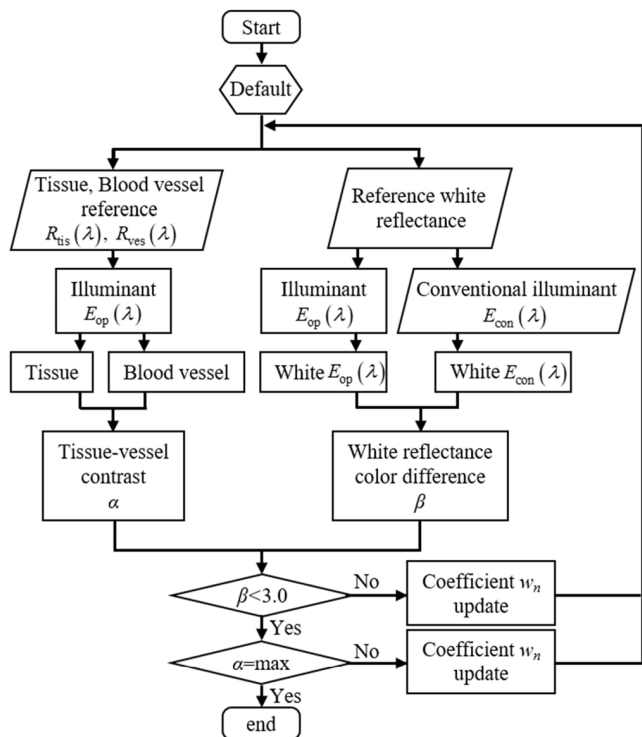 Start
Default
Tissue, Blood vessel
reference
R_tis(λ), R_ves(λ)
Reference white
reflectance
Illuminant
E_op(λ)
Illuminant
E_op(λ)
Conventional illuminant
E_con(λ)
Tissue
Blood vessel
White E_op(λ)
White E_con(λ)
Tissue-vessel
contrast
α
White reflectance
color difference
β
β<3.0
No
Coefficient w_n
update
Yes
α=max
No
Coefficient w_n
update
Yes
end